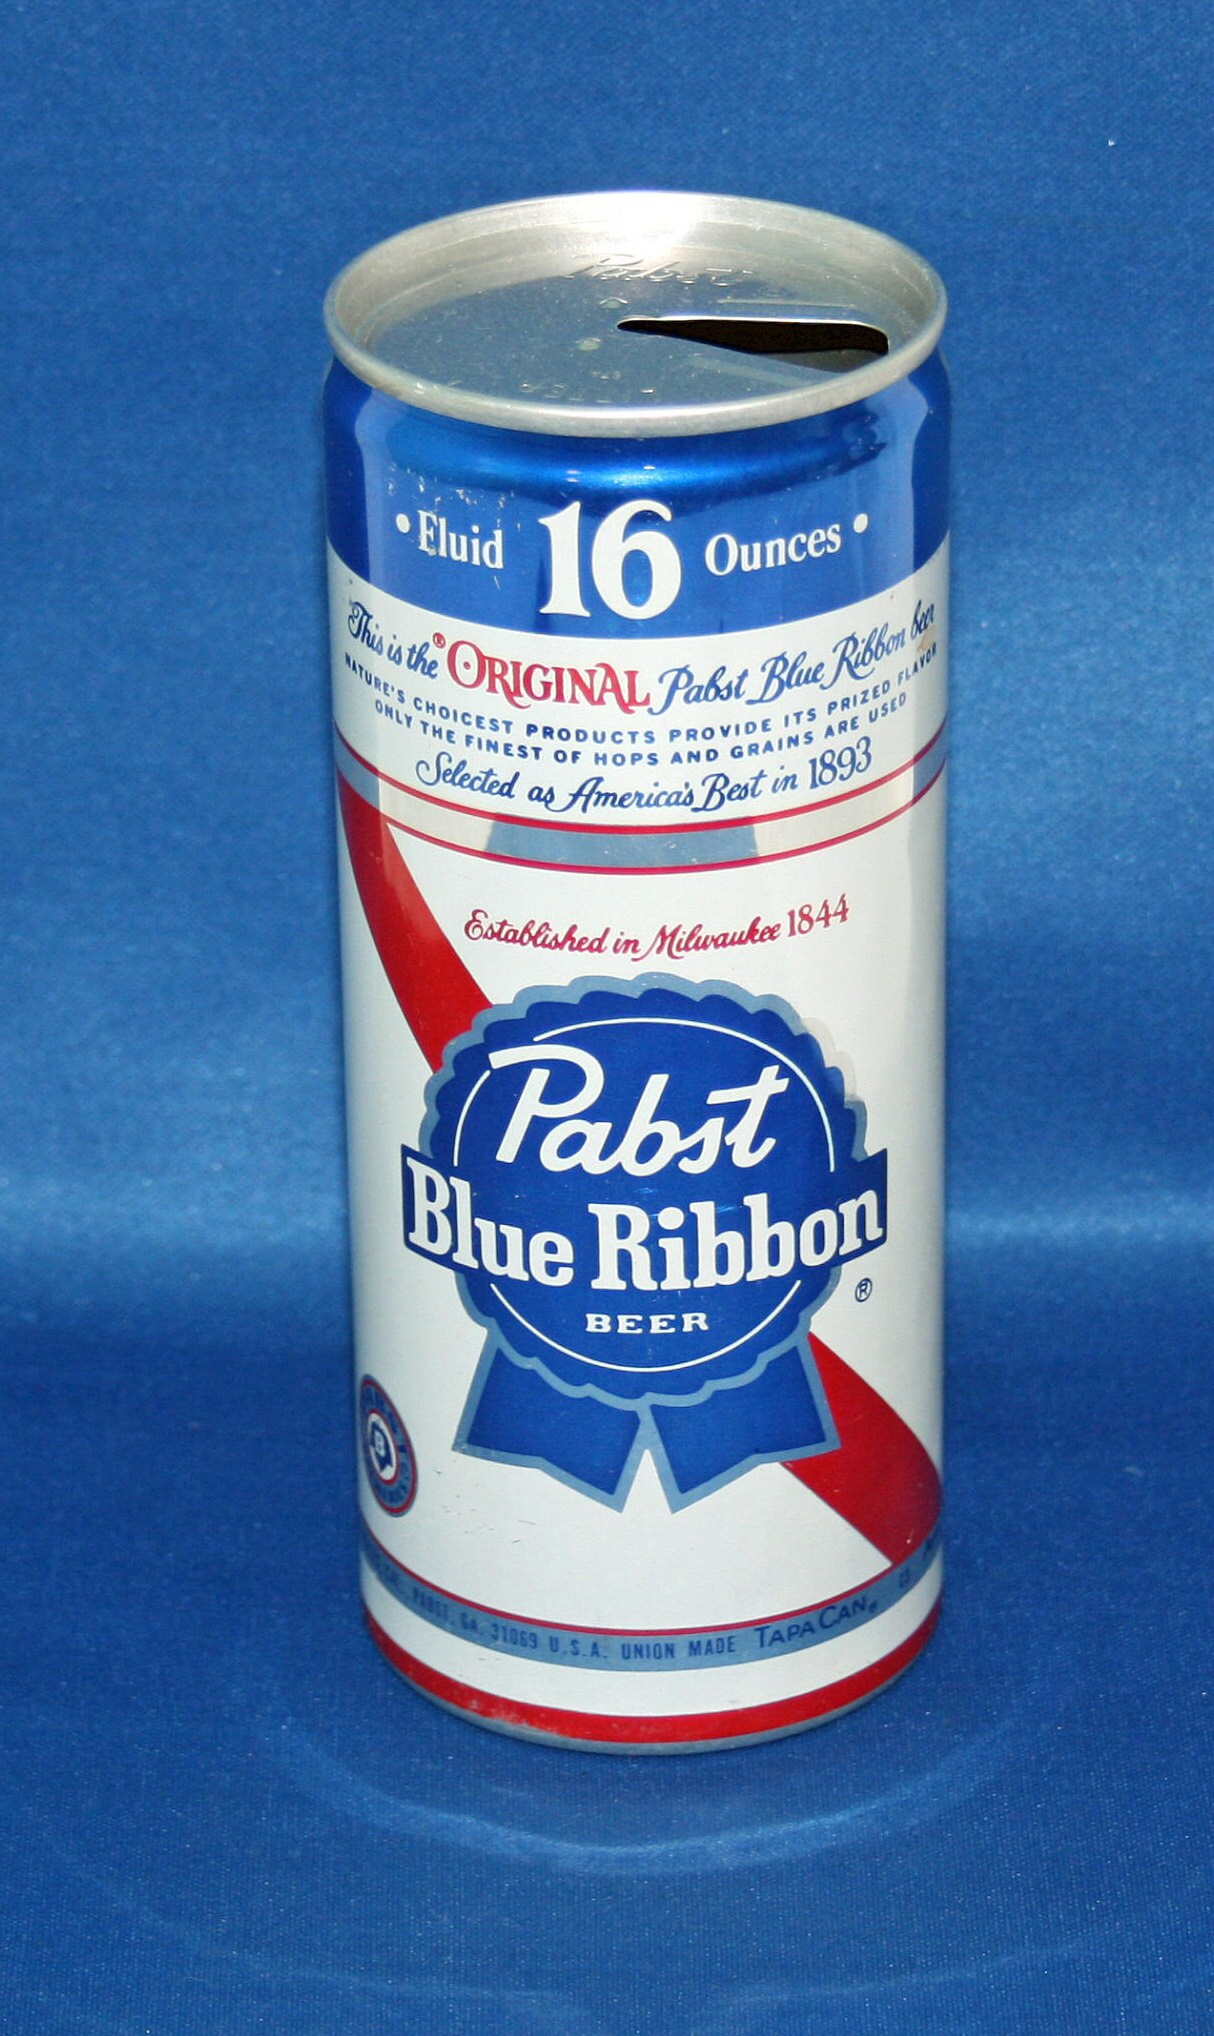 Pabst
• Fluid 16 Ounces •
This is the ORIGINAL® Pabst Blue Ribbon beer
NATURE'S CHOICEST PRODUCTS PROVIDE ITS PRIZED FLAVOR
ONLY THE FINEST OF HOPS AND GRAINS ARE USED
Selected as America's Best in 1893
Established in Milwaukee 1844
Pabst
Blue Ribbon
BEER
®
B
PABST, GA. 31069 U.S.A. UNION MADE TAPA CAN®